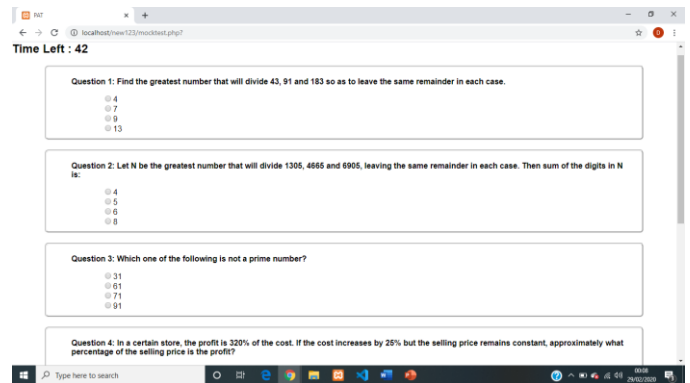 PAT
localhost/new123/mocktest.php?
Time Left : 42
Question 1: Find the greatest number that will divide 43, 91 and 183 so as to leave the same remainder in each case.
4
7
9
13
Question 2: Let N be the greatest number that will divide 1305, 4665 and 6905, leaving the same remainder in each case. Then sum of the digits in N
is:
4
5
6
8
Question 3: Which one of the following is not a prime number?
31
61
71
91
Question 4: In a certain store, the profit is 320% of the cost. If the cost increases by 25% but the selling price remains constant, approximately what
percentage of the selling price is the profit?
Type here to search
00:08
29/02/2020